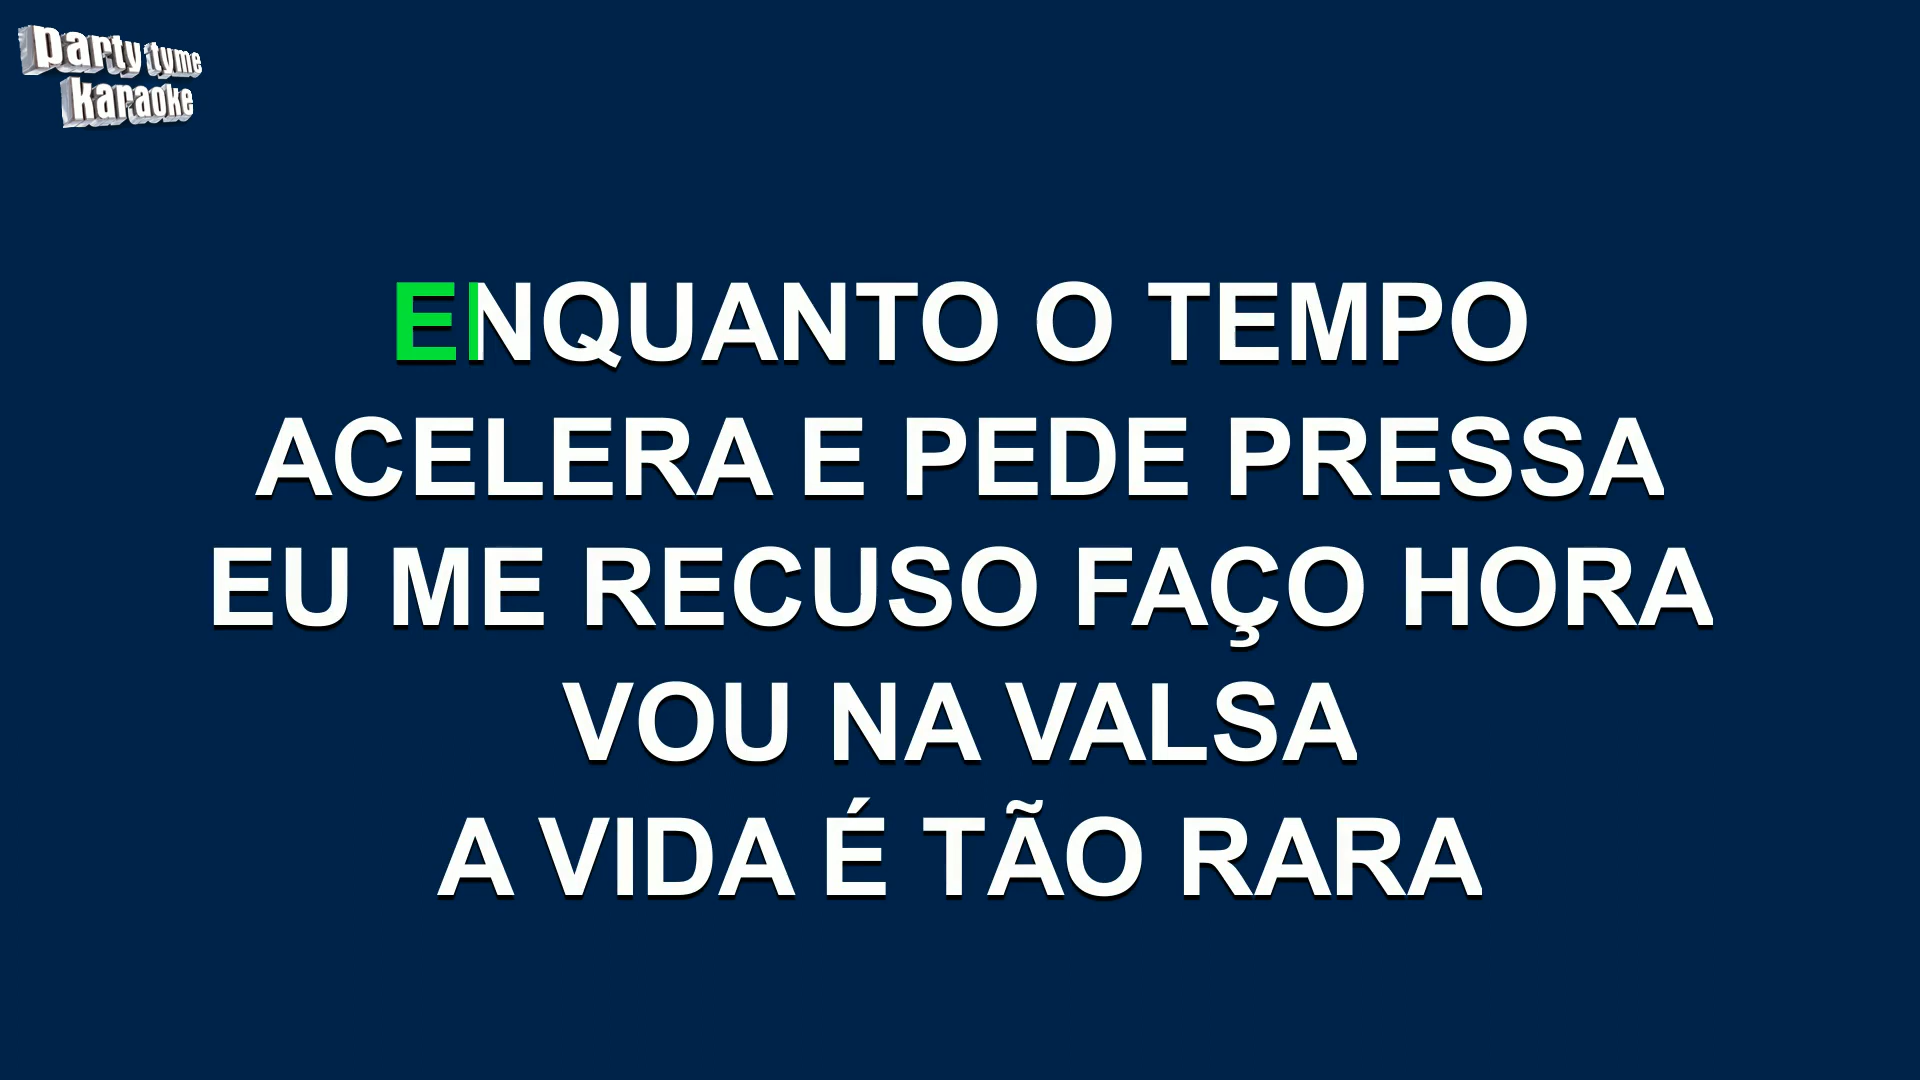 party tyme
karaoke
ENQUANTO O TEMPO
ACELERA E PEDE PRESSA
EU ME RECUSO FAÇO HORA
VOU NA VALSA
A VIDA É TÃO RARA